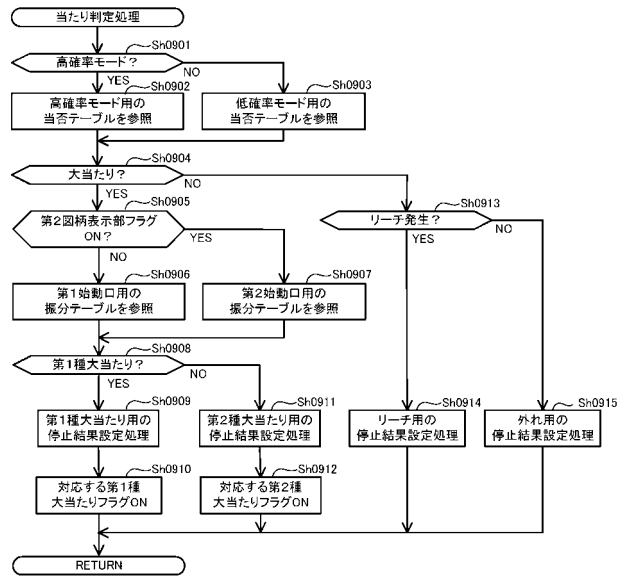 当たり判定処理
Sh0901
高確率モード?
YES
NO
Sh0902
高確率モード用の
当否テーブルを参照
Sh0903
低確率モード用の
当否テーブルを参照
Sh0904
大当たり?
YES
NO
Sh0905
第2図柄表示部フラグ
ON?
NO
YES
Sh0913
リーチ発生?
YES
NO
Sh0906
第1始動口用の
振分テーブルを参照
Sh0907
第2始動口用の
振分テーブルを参照
Sh0908
第1種大当たり?
YES
NO
Sh0909
第1種大当たり用の
停止結果設定処理
Sh0911
第2種大当たり用の
停止結果設定処理
Sh0914
リーチ用の
停止結果設定処理
Sh0915
外れ用の
停止結果設定処理
Sh0910
対応する第1種
大当たりフラグON
Sh0912
対応する第2種
大当たりフラグON
RETURN